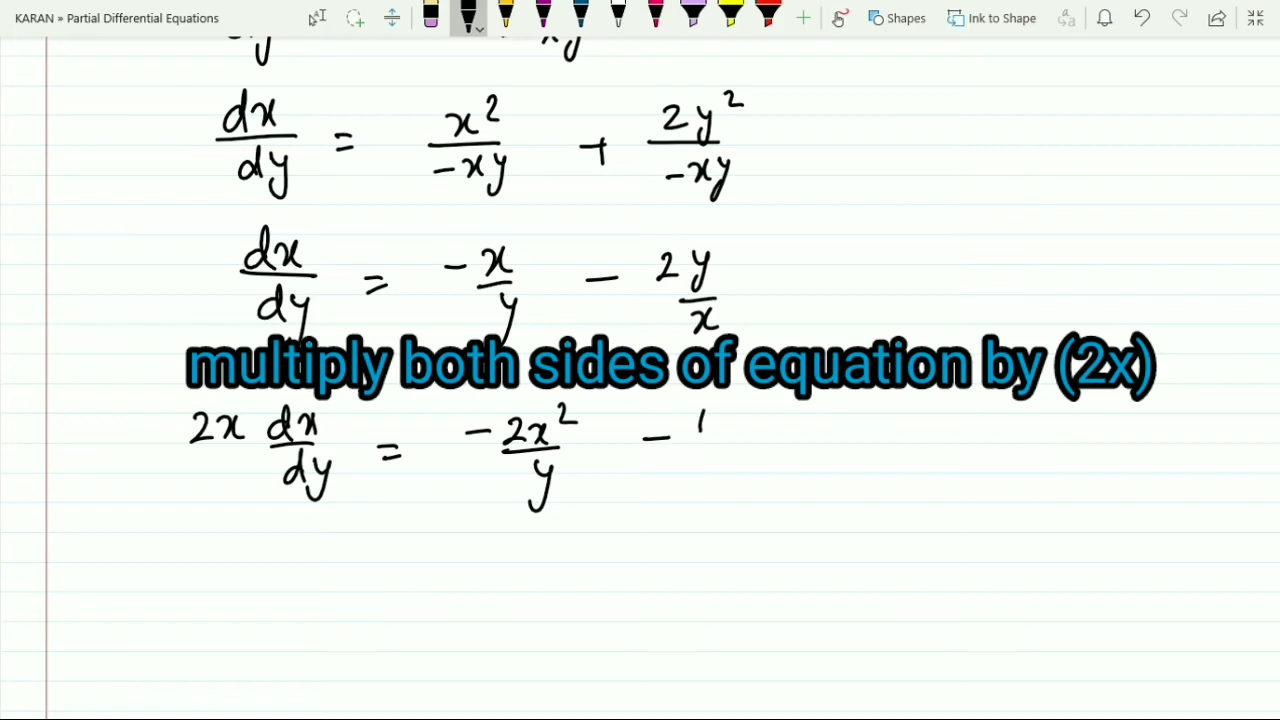 KARAN » Partial Differential Equations
Shapes
Ink to Shape
xy
dx/dy = x²/-xy + 2y²/-xy
dx/dy = -x/y - 2y/x
multiply both sides of equation by (2x)
2x dx/dy = -2x²/y -